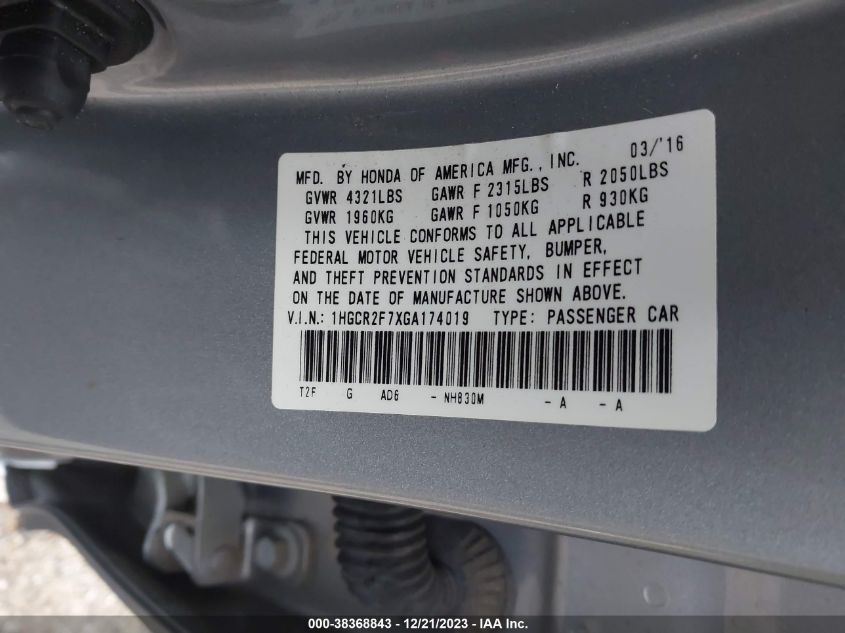 03/'16
MFD. BY HONDA OF AMERICA MFG., INC.
GVWR 4321LBS GAWR F 2315LBS R 2050LBS
GVWR 1960KG GAWR F 1050KG R 930KG
THIS VEHICLE CONFORMS TO ALL APPLICABLE
FEDERAL MOTOR VEHICLE SAFETY, BUMPER,
AND THEFT PREVENTION STANDARDS IN EFFECT
ON THE DATE OF MANUFACTURE SHOWN ABOVE.
V.I.N.: 1HGCR2F7XGA174019 TYPE: PASSENGER CAR
T2F G AD6 - NH830M - A - A
000-38368843 / 12/21/2023 - IAA Inc.